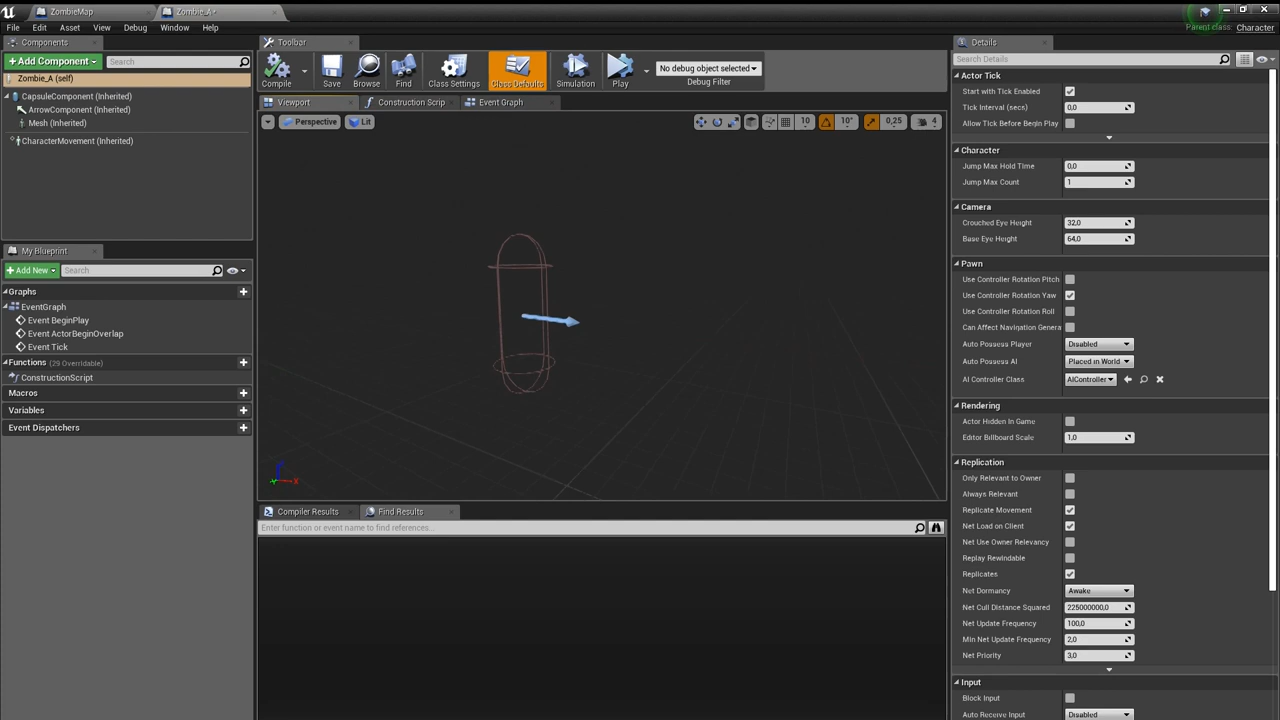 ZombieMap
Zombie_A*
File Edit Asset View Debug Window Help
Parent class: Character
Components
+ Add Component
Search
Zombie_A (self)
CapsuleComponent (Inherited)
ArrowComponent (Inherited)
Mesh (Inherited)
CharacterMovement (Inherited)
My Blueprint
+ Add New
Search
Graphs
EventGraph
Event BeginPlay
Event ActorBeginOverlap
Event Tick
Functions (29 Overridable)
ConstructionScript
Macros
Variables
Event Dispatchers
Toolbar
Compile
Save
Browse
Find
Class Settings
Class Defaults
Simulation
Play
No debug object selected
Debug Filter
Viewport
Construction Scrip
Event Graph
Perspective
Lit
10
10°
0,25
4
Compiler Results
Find Results
Enter function or event name to find references...
Details
Search Details
Actor Tick
Start with Tick Enabled
Tick Interval (secs) 0,0
Allow Tick Before Begin Play
Character
Jump Max Hold Time 0,0
Jump Max Count 1
Camera
Crouched Eye Height 32,0
Base Eye Height 64,0
Pawn
Use Controller Rotation Pitch
Use Controller Rotation Yaw
Use Controller Rotation Roll
Can Affect Navigation Genera
Auto Possess Player Disabled
Auto Possess AI Placed in World
AI Controller Class AIController
Rendering
Actor Hidden In Game
Editor Billboard Scale 1,0
Replication
Only Relevant to Owner
Always Relevant
Replicate Movement
Net Load on Client
Net Use Owner Relevancy
Replay Rewindable
Replicates
Net Dormancy Awake
Net Cull Distance Squared 225000000,0
Net Update Frequency 100,0
Min Net Update Frequency 2,0
Net Priority 3,0
Input
Block Input
Auto Receive Input Disabled